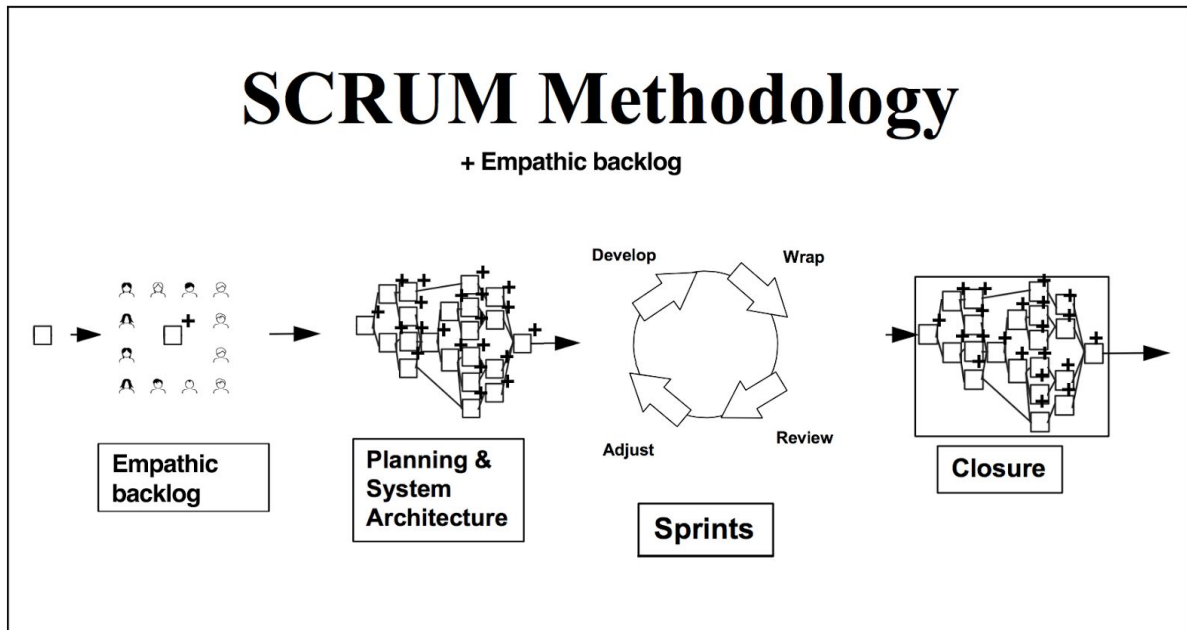 SCRUM Methodology
+ Empathic backlog
Develop
Wrap
Adjust
Review
Empathic
backlog
Planning &
System
Architecture
Sprints
Closure